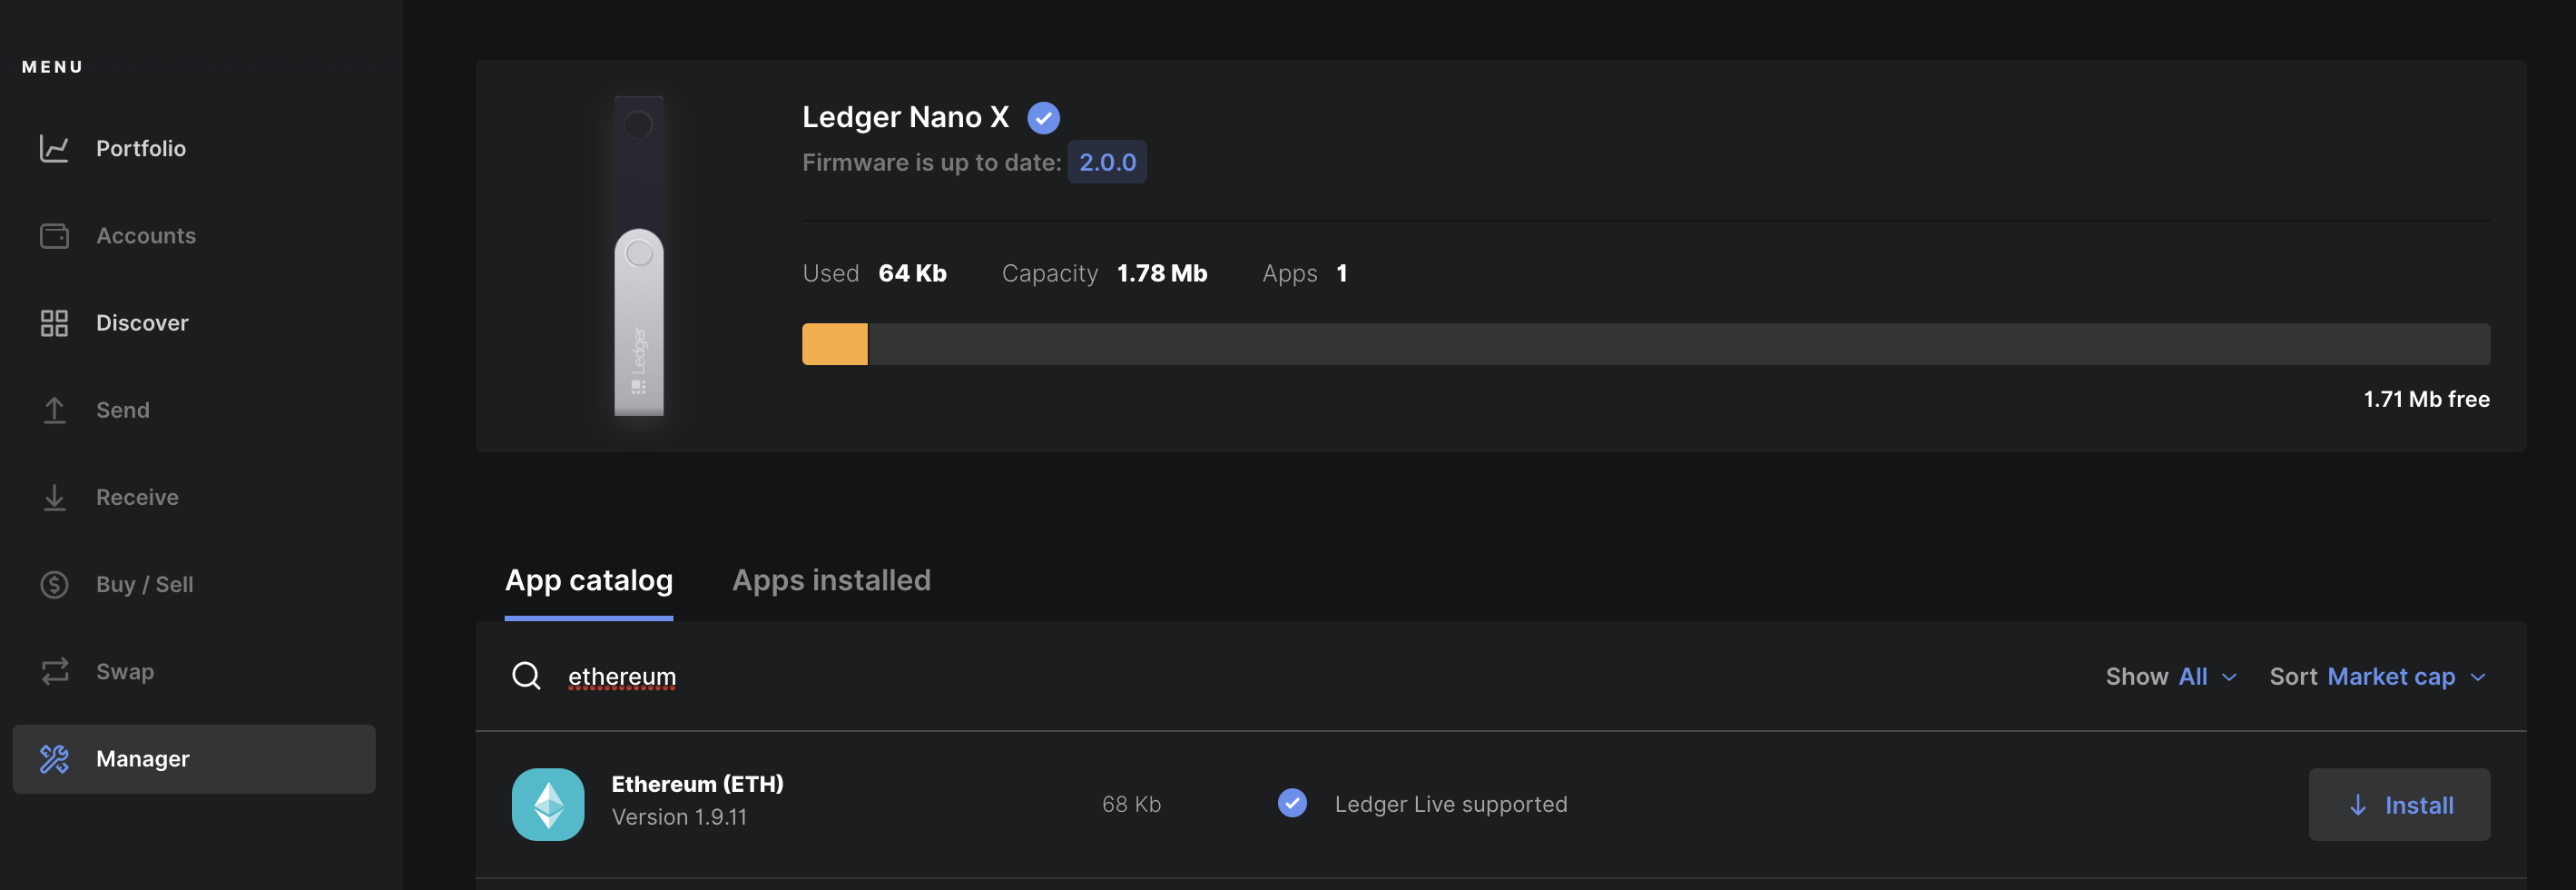 MENU
Portfolio
Accounts
Discover
Send
Receive
Buy / Sell
Swap
Manager
Ledger Nano X
Firmware is up to date: 2.0.0
Used 64 Kb Capacity 1.78 Mb Apps 1
Ledger
1.71 Mb free
App catalog Apps installed
ethereum Show All Sort Market cap
Ethereum (ETH)
Version 1.9.11
68 Kb Ledger Live supported Install